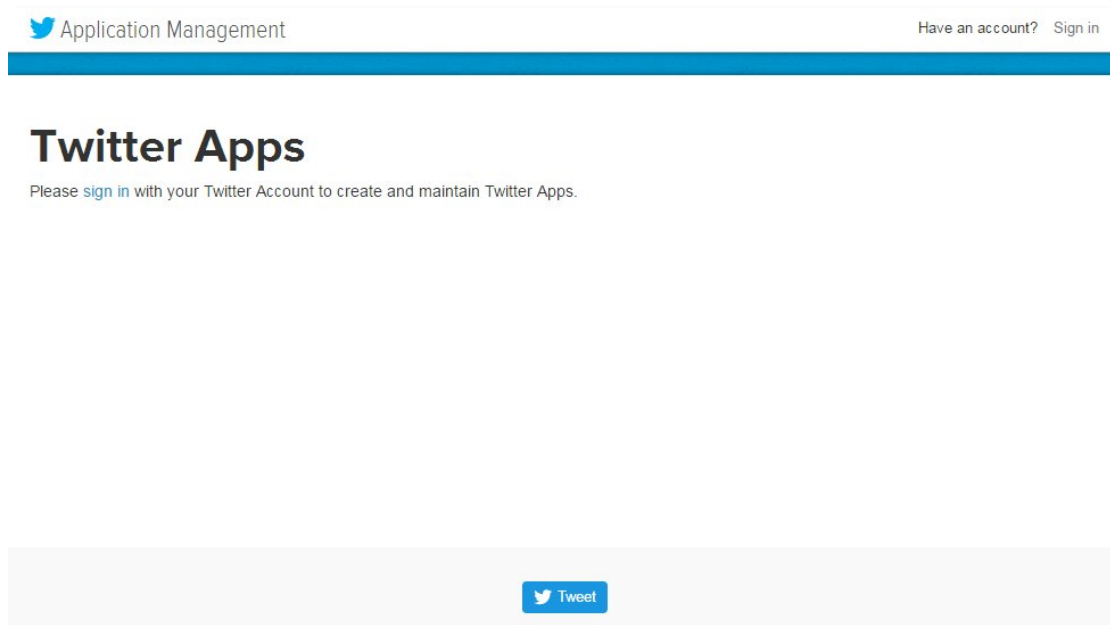 Application Management
Have an account? Sign in
Twitter Apps
Please sign in with your Twitter Account to create and maintain Twitter Apps.
Tweet